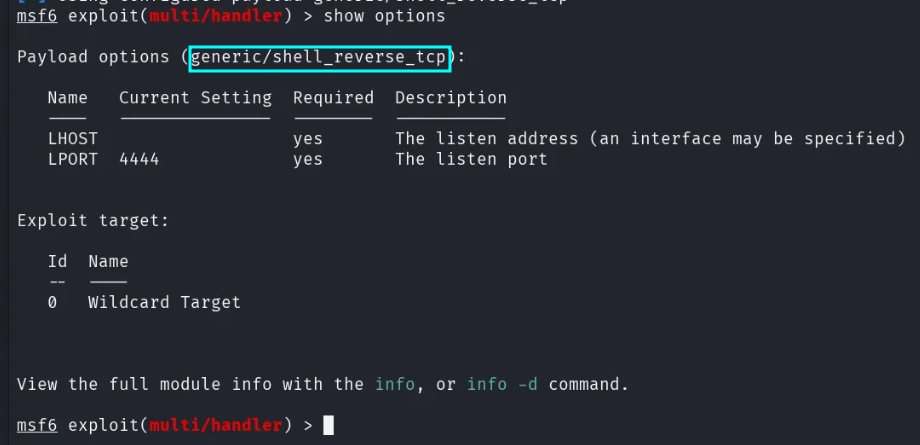 msf6 exploit(multi/handler) > show options
Payload options (generic/shell_reverse_tcp):
Name Current Setting Required Description
---- --------------- -------- -----------
LHOST yes The listen address (an interface may be specified)
LPORT 4444 yes The listen port
Exploit target:
Id Name
-- ----
0 Wildcard Target
View the full module info with the info, or info -d command.
msf6 exploit(multi/handler) >